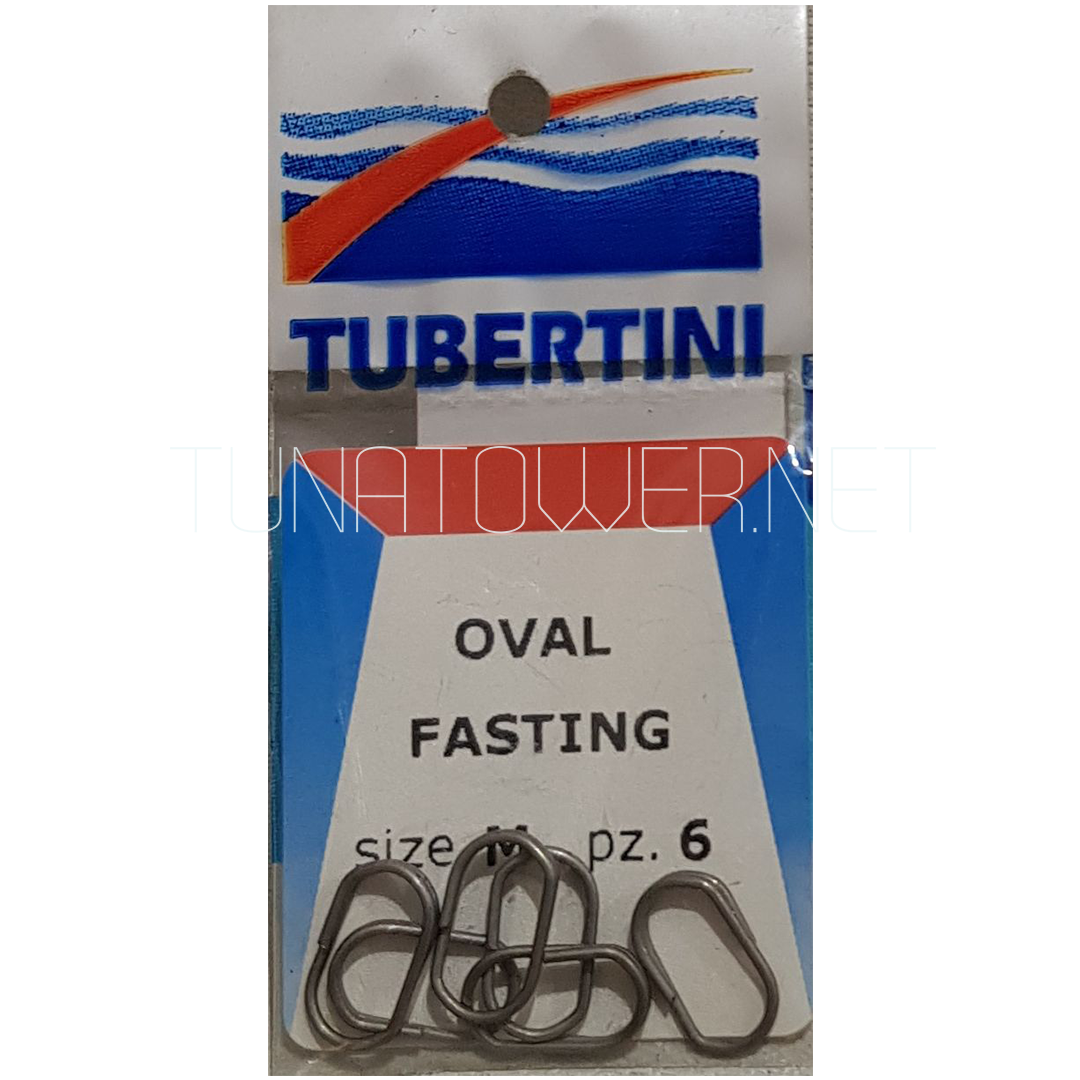 TUBERTINI
TUNATOWER.NET
OVAL
FASTING
size M pz. 6